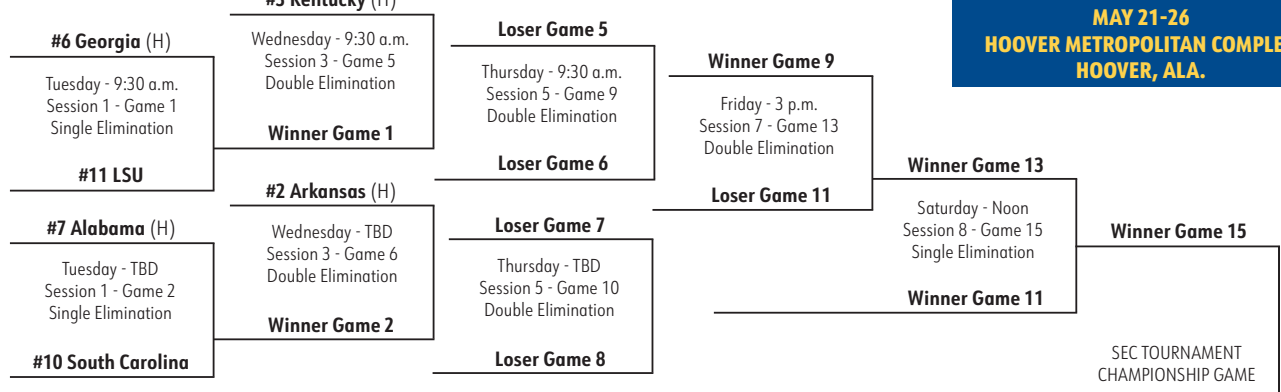 #3 Kentucky (H)
#6 Georgia (H)
Tuesday - 9:30 a.m.
Session 1 - Game 1
Single Elimination
#11 LSU
Wednesday - 9:30 a.m.
Session 3 - Game 5
Double Elimination
Winner Game 1
#7 Alabama (H)
Tuesday - TBD
Session 1 - Game 2
Single Elimination
#10 South Carolina
#2 Arkansas (H)
Wednesday - TBD
Session 3 - Game 6
Double Elimination
Winner Game 2
Loser Game 5
Thursday - 9:30 a.m.
Session 5 - Game 9
Double Elimination
Loser Game 6
Loser Game 7
Thursday - TBD
Session 5 - Game 10
Double Elimination
Loser Game 8
Winner Game 9
Friday - 3 p.m.
Session 7 - Game 13
Double Elimination
Loser Game 11
Winner Game 13
Saturday - Noon
Session 8 - Game 15
Single Elimination
Winner Game 11
Winner Game 15
SEC TOURNAMENT
CHAMPIONSHIP GAME
MAY 21-26
HOOVER METROPOLITAN COMPLE
HOOVER, ALA.